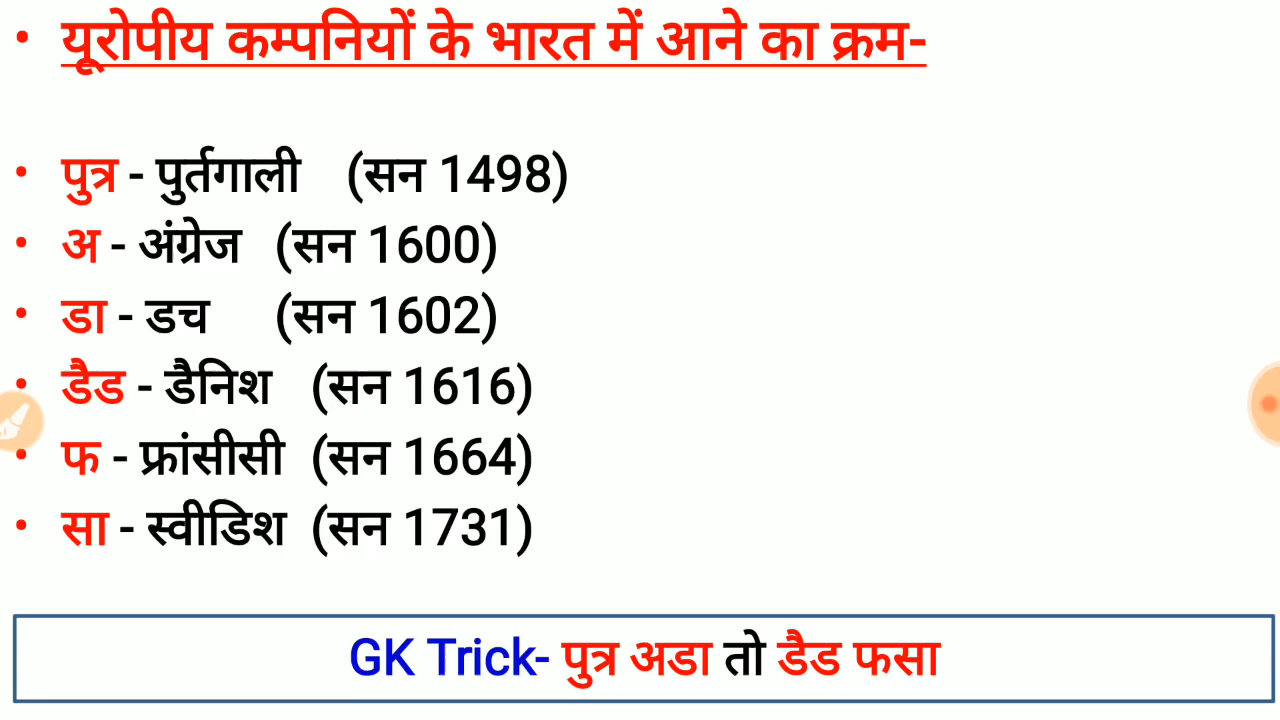 • यूरोपीय कम्पनियों के भारत में आने का क्रम-
• पुत्र - पुर्तगाली (सन 1498)
• अ - अंग्रेज (सन 1600)
• डा - डच (सन 1602)
• डैड - डैनिश (सन 1616)
• फ - फ्रांसीसी (सन 1664)
• सा - स्वीडिश (सन 1731)
GK Trick- पुत्र अडा तो डैड फसा